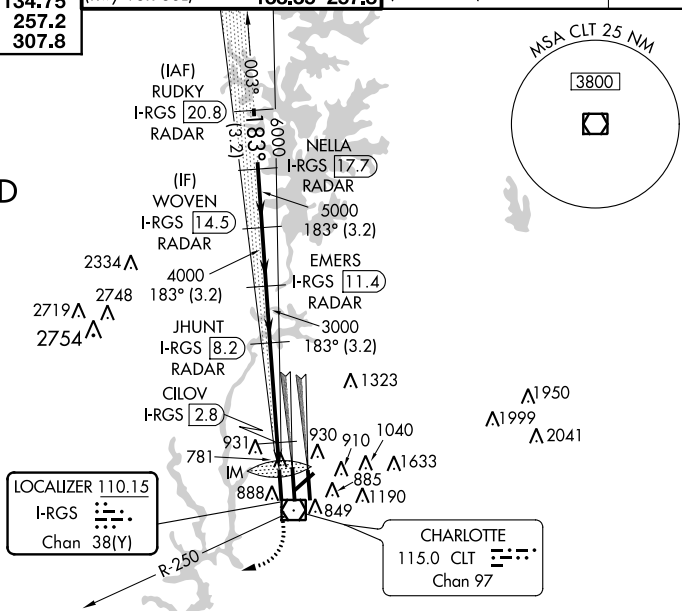 134.75
257.2
307.8
MSA CLT 25 NM
3800
(IAF)
RUDKY
I-RGS 20.8
RADAR
003°
183°
(3.2)
6000
NELLA
I-RGS 17.7
RADAR
D
(IF)
WOVEN
I-RGS 14.5
RADAR
5000
183° (3.2)
2334
4000
183° (3.2)
EMERS
I-RGS 11.4
RADAR
2719
2748
2754
JHUNT
I-RGS 8.2
RADAR
3000
183° (3.2)
1323
CILOV
I-RGS 2.8
1950
1999
2041
931
930
910
1040
781
1633
IM
885
888
1190
849
LOCALIZER 110.15
I-RGS
Chan 38(Y)
R-250
CHARLOTTE
115.0 CLT
Chan 97